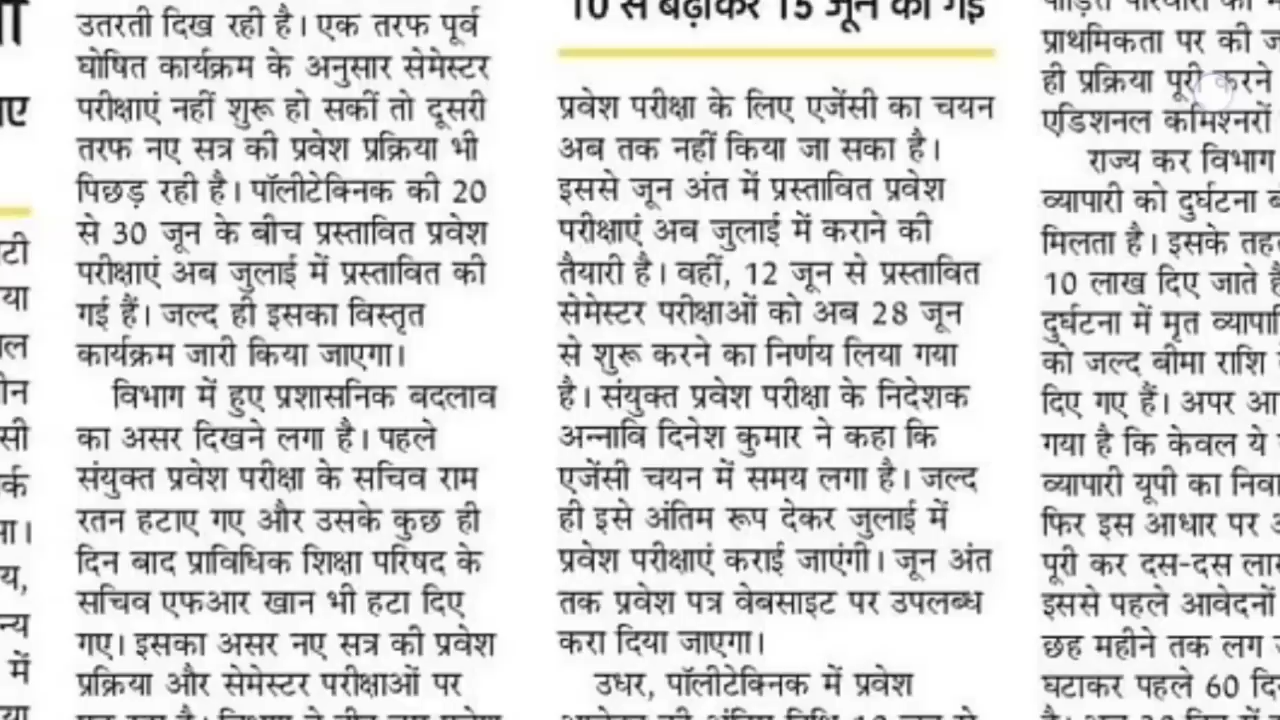 उतरती दिख रही है। एक तरफ पूर्व
घोषित कार्यक्रम के अनुसार सेमेस्टर
परीक्षाएं नहीं शुरू हो सकीं तो दूसरी
तरफ नए सत्र की प्रवेश प्रक्रिया भी
पिछड़ रही है। पॉलीटेक्निक की 20
से 30 जून के बीच प्रस्तावित प्रवेश
परीक्षाएं अब जुलाई में प्रस्तावित की
गई हैं। जल्द ही इसका विस्तृत
कार्यक्रम जारी किया जाएगा।
विभाग में हुए प्रशासनिक बदलाव
का असर दिखने लगा है। पहले
संयुक्त प्रवेश परीक्षा के सचिव राम
रतन हटाए गए और उसके कुछ ही
दिन बाद प्राविधिक शिक्षा परिषद के
सचिव एफआर खान भी हटा दिए
गए। इसका असर नए सत्र की प्रवेश
प्रक्रिया और सेमेस्टर परीक्षाओं पर
10 से बढ़ाकर 15 जून की गई
प्रवेश परीक्षा के लिए एजेंसी का चयन
अब तक नहीं किया जा सका है।
इससे जून अंत में प्रस्तावित प्रवेश
परीक्षाएं अब जुलाई में कराने की
तैयारी है। वहीं, 12 जून से प्रस्तावित
सेमेस्टर परीक्षाओं को अब 28 जून
से शुरू करने का निर्णय लिया गया
है। संयुक्त प्रवेश परीक्षा के निदेशक
अन्नावि दिनेश कुमार ने कहा कि
एजेंसी चयन में समय लगा है। जल्द
ही इसे अंतिम रूप देकर जुलाई में
प्रवेश परीक्षाएं कराई जाएंगी। जून अंत
तक प्रवेश पत्र वेबसाइट पर उपलब्ध
करा दिया जाएगा।
उधर, पॉलीटेक्निक में प्रवेश
प्राथमिकता पर की
ही प्रक्रिया पूरी करने
एडिशनल कमिश्नरों
राज्य कर विभाग
व्यापारी को दुर्घटना
मिलता है। इसके तहत
10 लाख दिए जाते
दुर्घटना में मृत
को जल्द बीमा राशि
दिए गए हैं। अपर
गया है कि केवल ये
व्यापारी यूपी का
फिर इस आधार पर
पूरी कर दस-दस
इससे पहले आवेदनों
छह महीने तक लग
घटाकर पहले 60